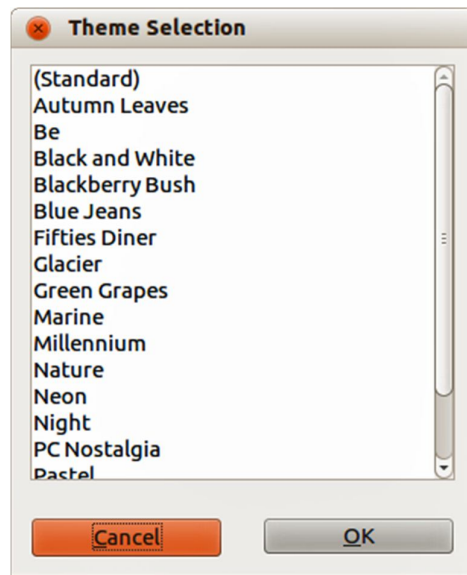 Theme Selection
(Standard)
Autumn Leaves
Be
Black and White
Blackberry Bush
Blue Jeans
Fifties Diner
Glacier
Green Grapes
Marine
Millennium
Nature
Neon
Night
PC Nostalgia
Pastel
Cancel OK